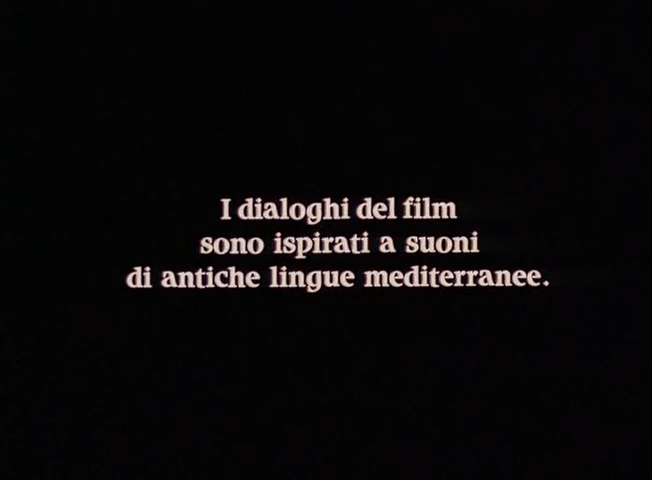 I dialoghi del film
sono ispirati a suoni
di antiche lingue mediterranee.